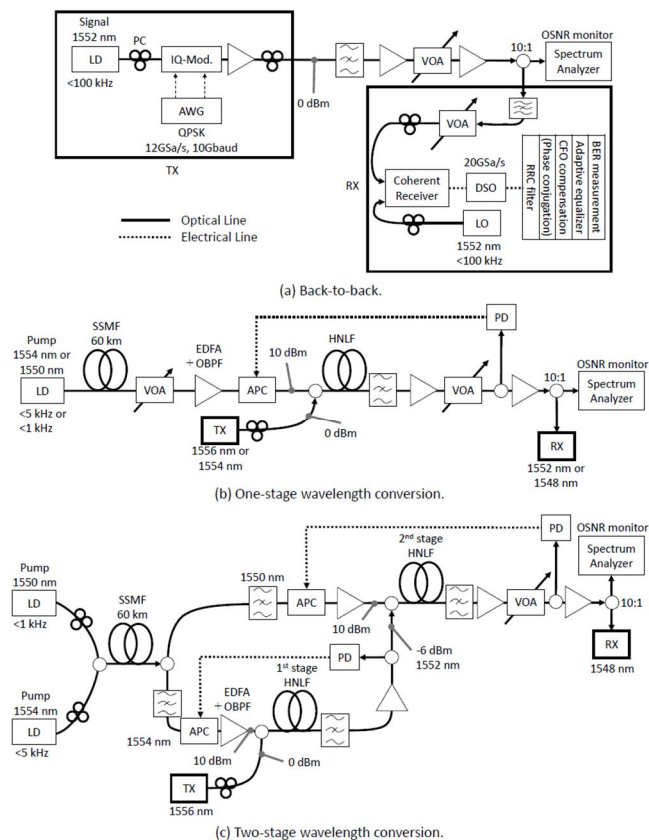 Signal
1552 nm
LD
<100 kHz
PC
IQ-Mod.
AWG
QPSK
12GSa/s, 10Gbaud
TX
0 dBm
VOA
10:1
OSNR monitor
Spectrum
Analyzer
RX
VOA
Coherent
Receiver
20GSa/s
DSO
LO
1552 nm
<100 kHz
BER measurement
Adaptive equalizer
CFO compensation
(Phase conjugation)
RRC filter
Optical Line
Electrical Line
(a) Back-to-back.
Pump
1554 nm or
1550 nm
LD
<5 kHz or
<1 kHz
SSMF
60 km
VOA
EDFA
+ OBPF
APC
10 dBm
TX
1556 nm or
1554 nm
0 dBm
HNLF
VOA
PD
10:1
OSNR monitor
Spectrum
Analyzer
RX
1552 nm or
1548 nm
(b) One-stage wavelength conversion.
Pump
1550 nm
LD
<1 kHz
Pump
1554 nm
LD
<5 kHz
SSMF
60 km
1550 nm
APC
10 dBm
2nd stage
HNLF
-6 dBm
1552 nm
PD
1st stage
HNLF
EDFA
+ OBPF
1554 nm
APC
10 dBm
0 dBm
TX
1556 nm
VOA
PD
OSNR monitor
Spectrum
Analyzer
10:1
RX
1548 nm
(c) Two-stage wavelength conversion.